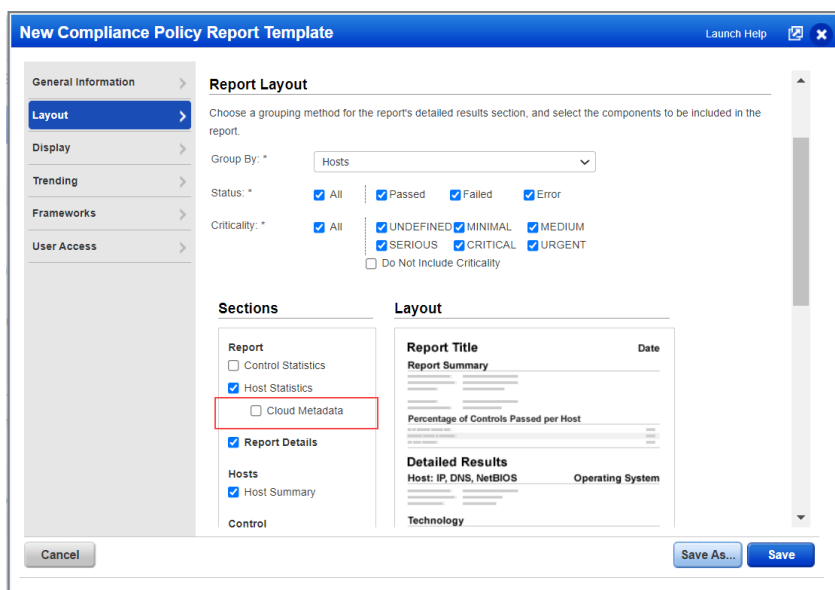 New Compliance Policy Report Template
Launch Help
General Information
Layout
Display
Trending
Frameworks
User Access
Report Layout
Choose a grouping method for the report's detailed results section, and select the components to be included in the
report.
Group By: * Hosts
Status: * All Passed Failed Error
Criticality: * All UNDEFINED MINIMAL MEDIUM
SERIOUS CRITICAL URGENT
Do Not Include Criticality
Sections
Report
Control Statistics
Host Statistics
Cloud Metadata
Report Details
Hosts
Host Summary
Control
Layout
Report Title Date
Report Summary
Percentage of Controls Passed per Host
Detailed Results
Host: IP, DNS, NetBIOS Operating System
Technology
Cancel
Save As...
Save